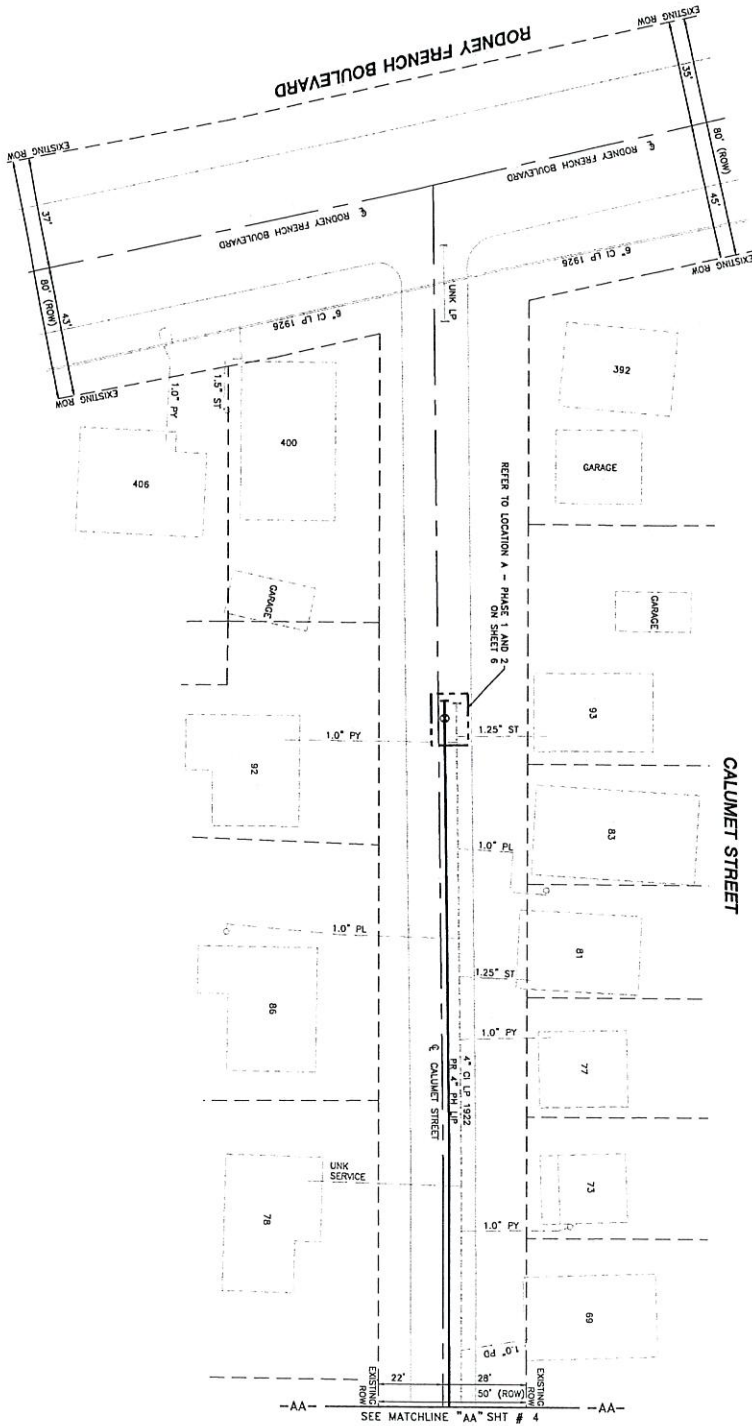 RODNEY FRENCH BOULEVARD
EXISTING ROW
35'
80' (ROW)
45'
EXISTING ROW
℄ RODNEY FRENCH BOULEVARD
℄ RODNEY FRENCH BOULEVARD
EXISTING ROW
37'
80' (ROW)
43'
EXISTING ROW
6" CI LP 1926
6" CI LP 1926
UNK LP
1.0" PY
1.5" ST
392
GARAGE
400
406
GARAGE
GARAGE
REFER TO LOCATION A - PHASE 1 AND 2
ON SHEET 6
CALUMET STREET
93
1.25" ST
1.0" PY
92
83
1.0" PL
1.0" PL
81
1.25" ST
86
1.0" PY
77
4" CI LP 1922
PR 4" PH LIP
℄ CALUMET STREET
UNK
SERVICE
78
73
1.0" PY
69
1.0" PD
EXISTING
ROW
22'
28'
50' (ROW)
EXISTING
ROW
-AA-
-AA-
SEE MATCHLINE "AA" SHT # 4